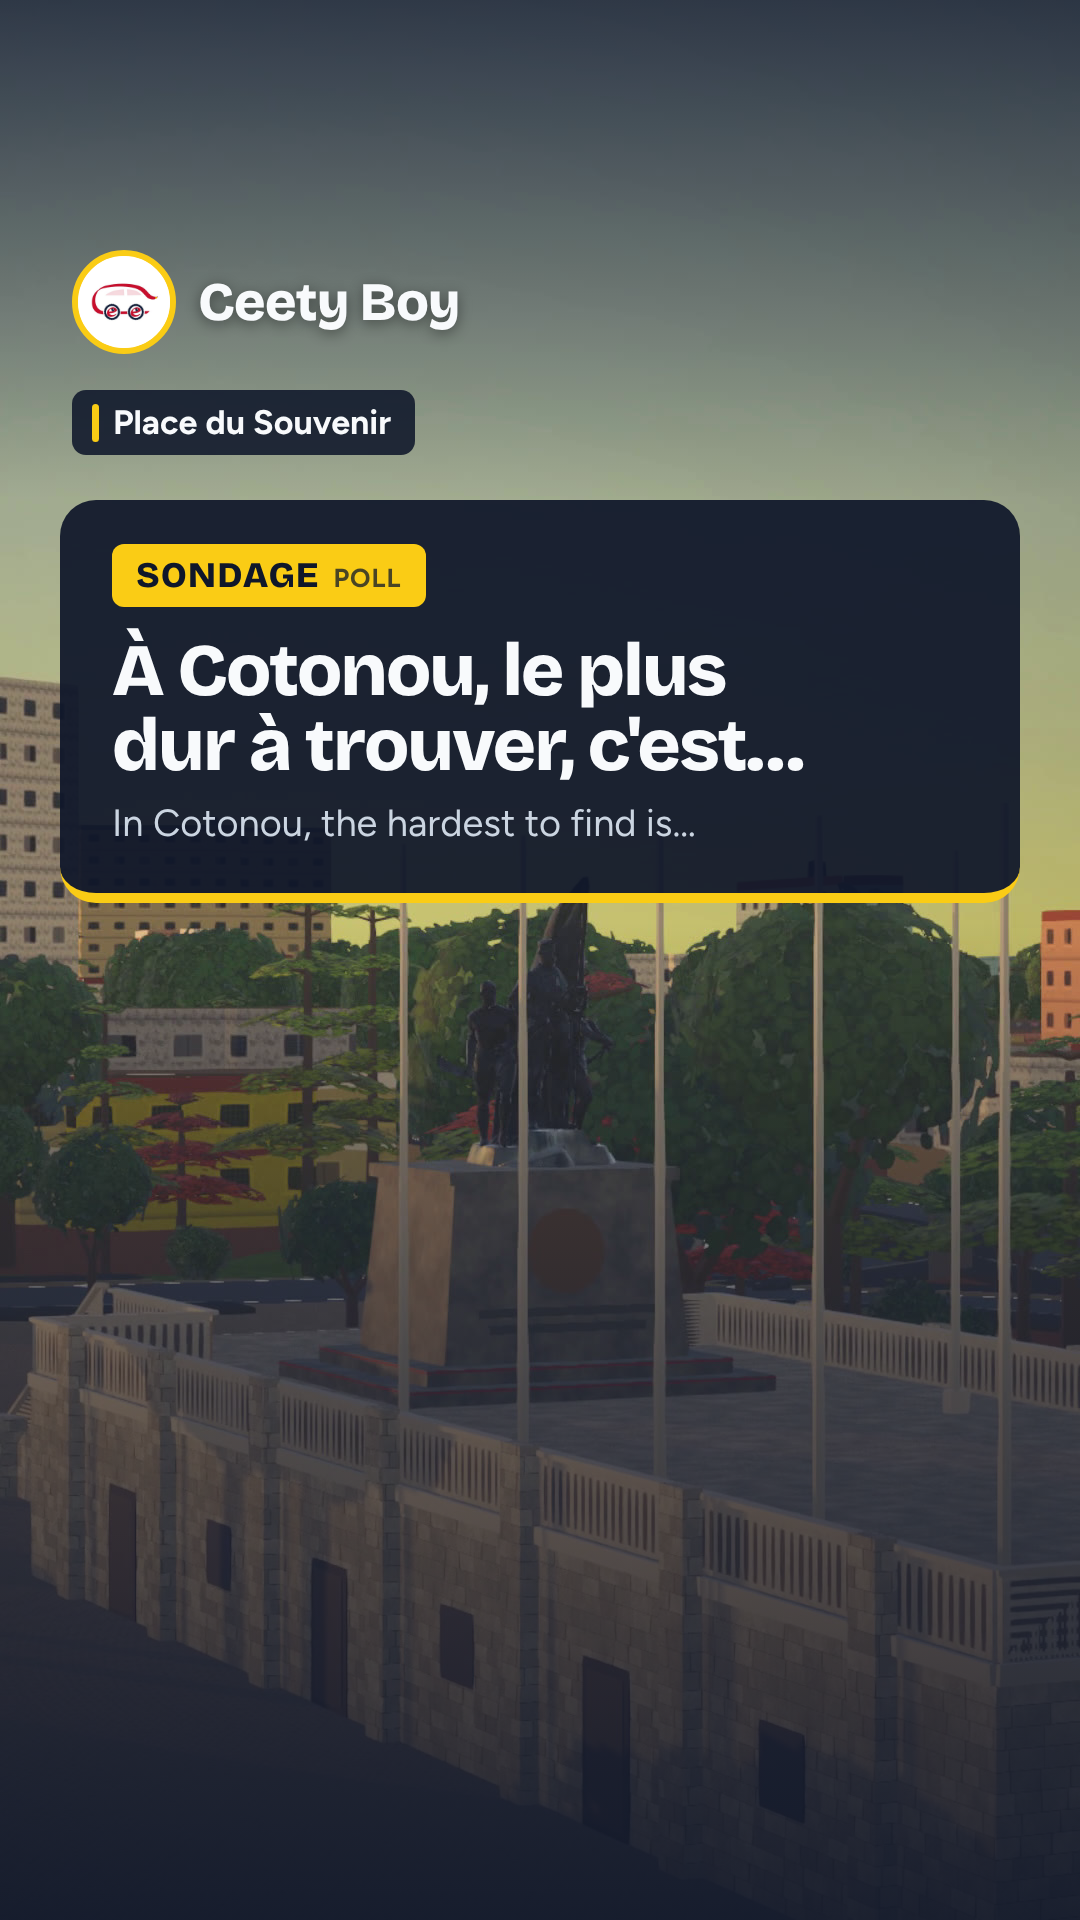 Ceety Boy
Place du Souvenir
SONDAGE POLL
À Cotonou, le plus
dur à trouver, c'est...
In Cotonou, the hardest to find is...